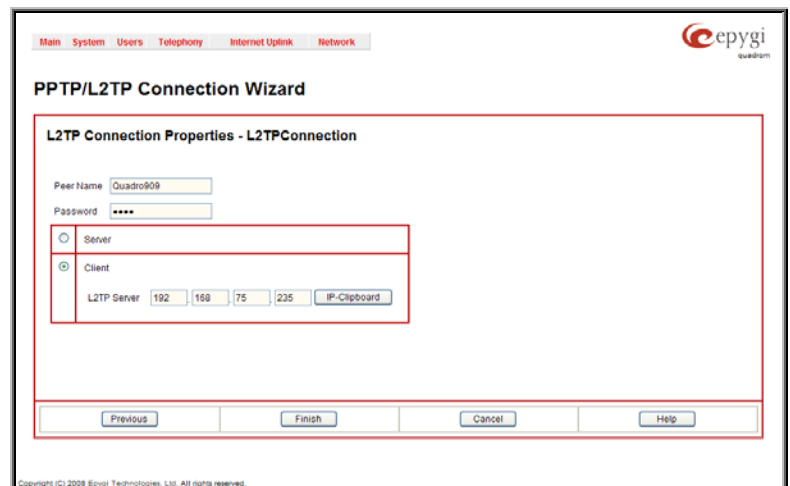 Main System Users Telephony Internet Uplink Network
epygi
quadrom
PPTP/L2TP Connection Wizard
L2TP Connection Properties - L2TPConnection
Peer Name Quadro909
Password ••••
Server
Client
L2TP Server 192 . 168 . 75 . 235 IP-Clipboard
Previous Finish Cancel Help
Copyright (C) 2008 Epygi Technologies, Ltd. All rights reserved.